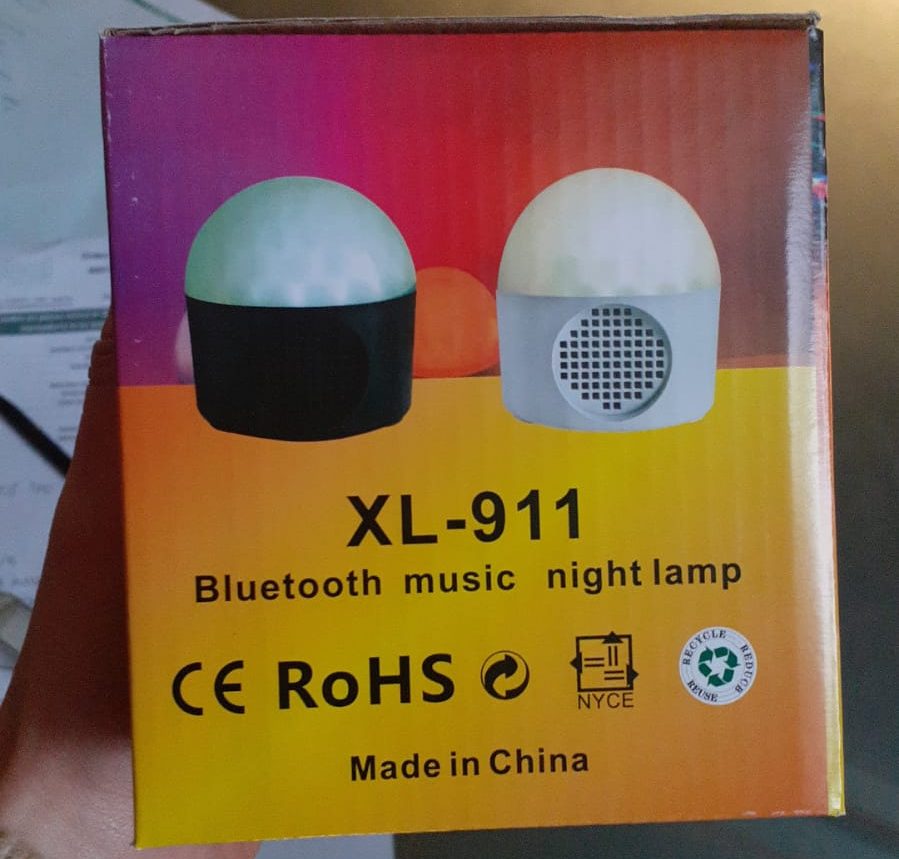 XL-911
Bluetooth music night lamp
CE RoHS
NYCE
RECYCLE REDUCE REUSE
Made in China